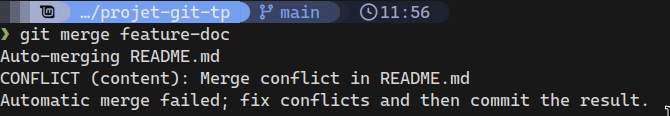 …/projet-git-tp main 11:56
❯ git merge feature-doc
Auto-merging README.md
CONFLICT (content): Merge conflict in README.md
Automatic merge failed; fix conflicts and then commit the result.